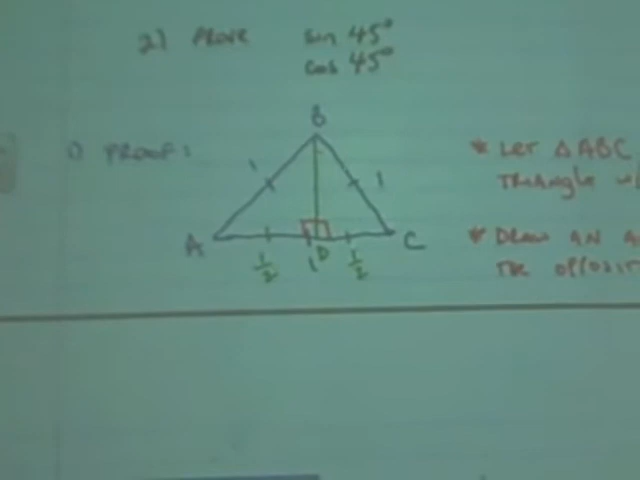 2) PROVE sin 45°
cos 45°
1) PROOF:
B
1 1
A D C
1/2 1 1/2
* LET △ABC
TRIANGLE
* DRAW AN
THE